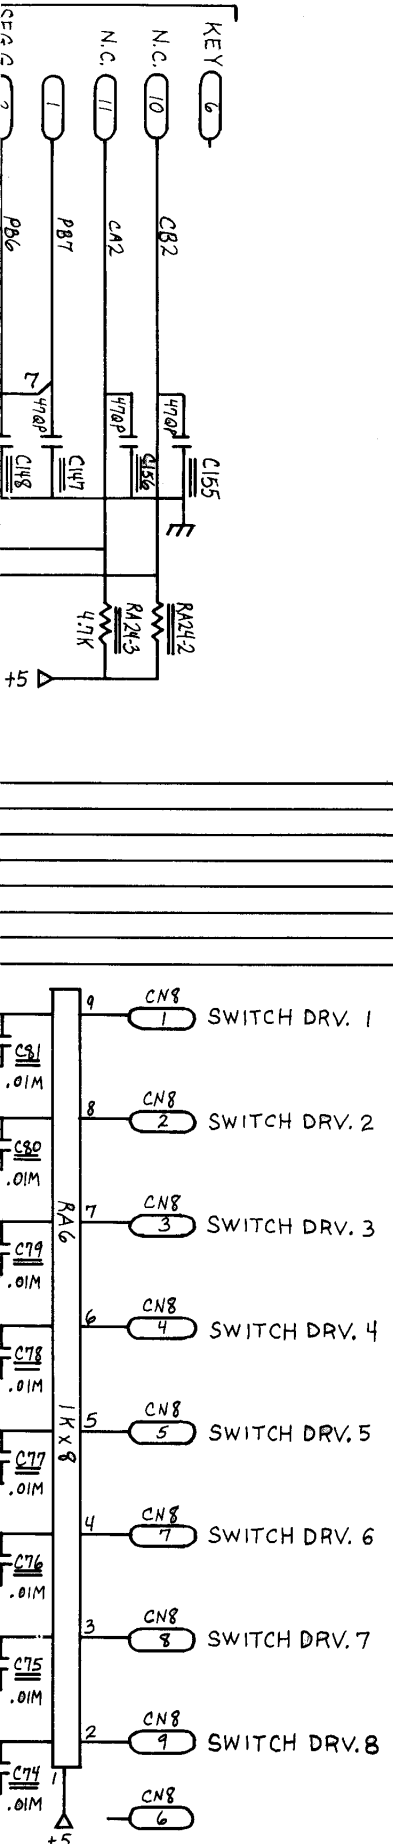 KEY 6
N.C. 10
N.C. 11
1
SEG G 2
CB2
CA2
PB7
PB6
7
470P
470P
470P
C155
C156
C147
C148
RA24-2
RA24-3
4.7K
+5
9
CN8
1
SWITCH DRV. 1
C81
.01M
8
CN8
2
SWITCH DRV. 2
C80
.01M
RA6
7
CN8
3
SWITCH DRV. 3
C79
.01M
6
CN8
4
SWITCH DRV. 4
C78
.01M
1K X 8
5
CN8
5
SWITCH DRV. 5
C77
.01M
4
CN8
7
SWITCH DRV. 6
C76
.01M
3
CN8
8
SWITCH DRV. 7
C75
.01M
2
CN8
9
SWITCH DRV. 8
C74
.01M
1
+5
CN8
6